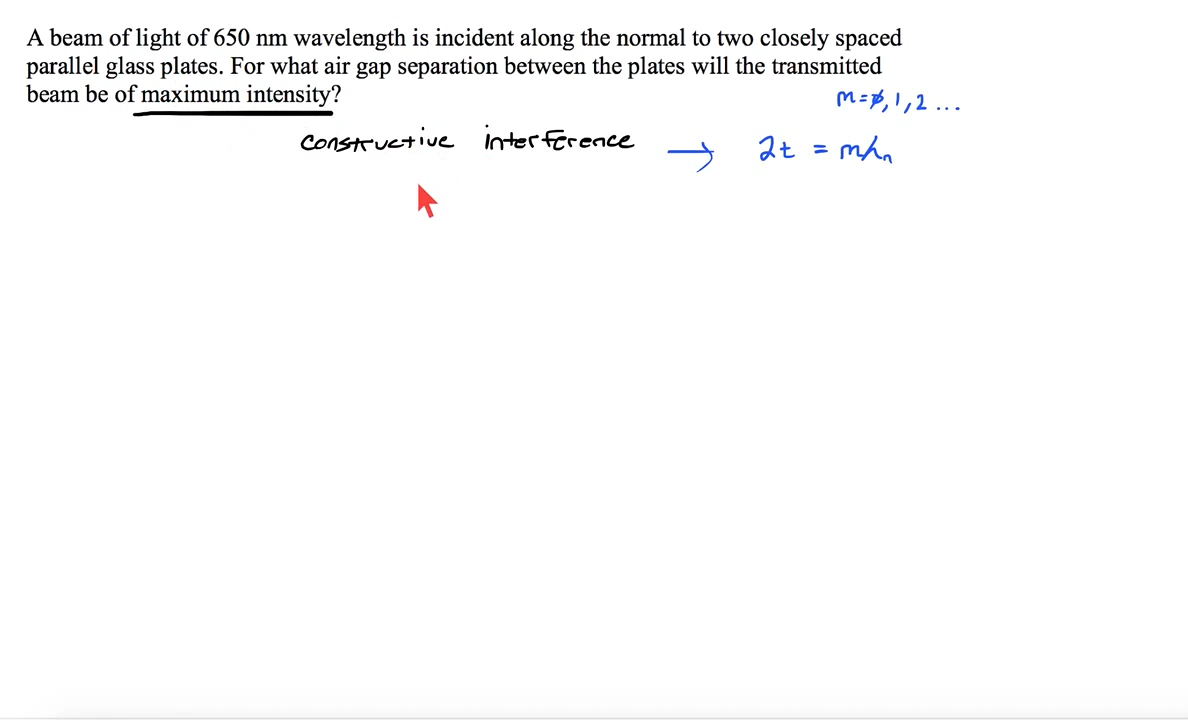 A beam of light of 650 nm wavelength is incident along the normal to two closely spaced
parallel glass plates. For what air gap separation between the plates will the transmitted
beam be of maximum intensity?
m=0, 1, 2 ...
constructive interference → 2t = mλn